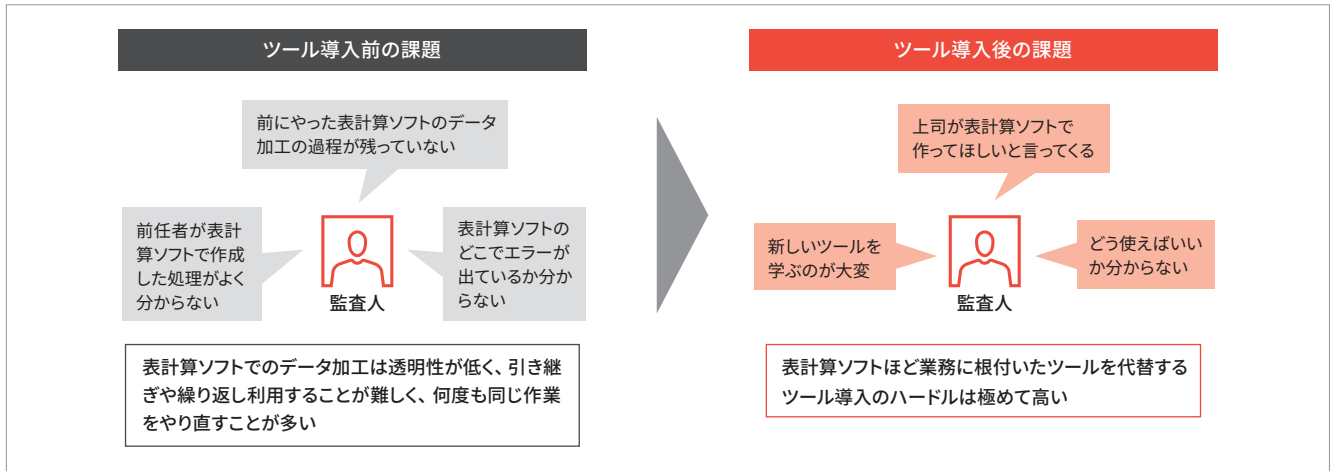 ツール導入前の課題
前にやった表計算ソフトのデータ
加工の過程が残っていない
前任者が表計
算ソフトで作成
した処理がよく
分からない
表計算ソフトの
どこでエラーが
出ているか分か
らない
監査人
表計算ソフトでのデータ加工は透明性が低く、引き継
ぎや繰り返し利用することが難しく、何度も同じ作業
をやり直すことが多い
ツール導入後の課題
上司が表計算ソフトで
作ってほしいと言ってくる
新しいツールを
学ぶのが大変
どう使えばいい
か分からない
監査人
表計算ソフトほど業務に根付いたツールを代替する
ツール導入のハードルは極めて高い